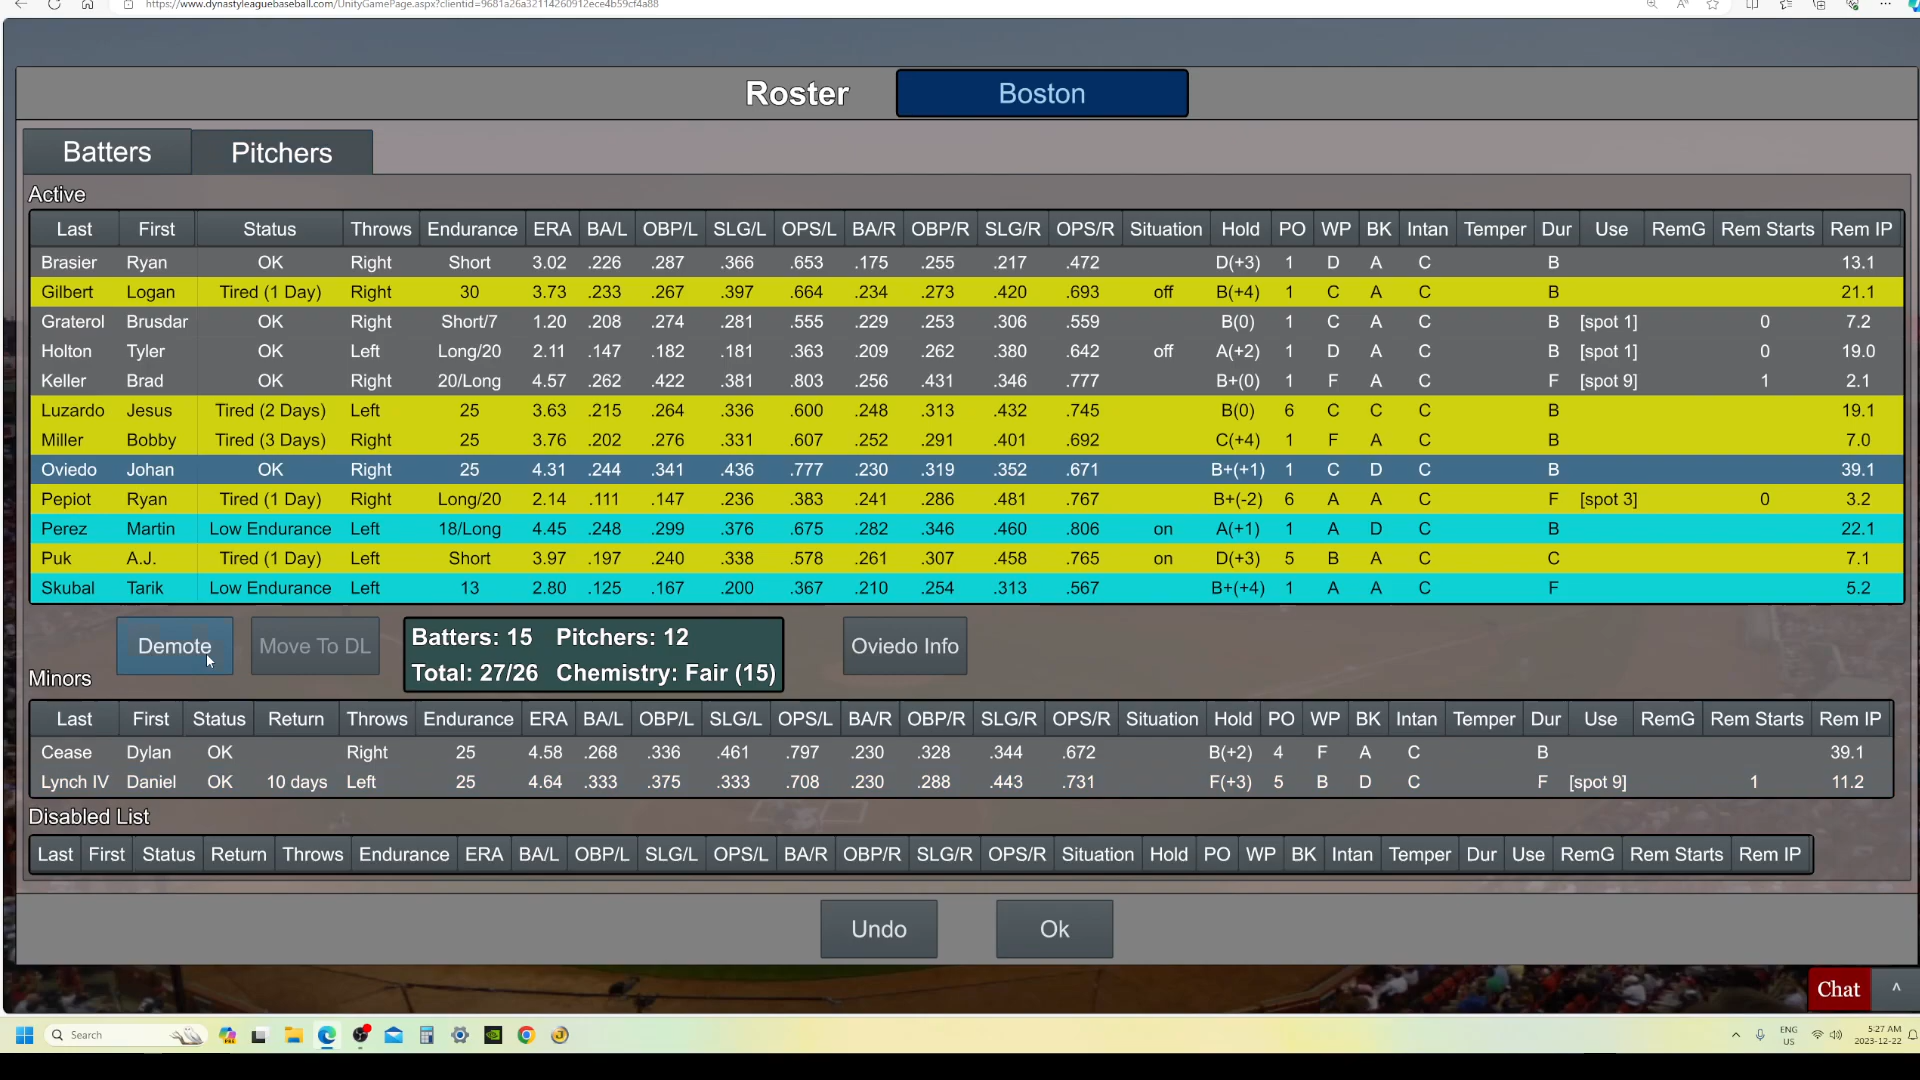 https://www.dynastyleaguebaseball.com/UnityGamePage.aspx?clientid=9681a26a32114260912ece4b59cf4a88
Roster Boston
Batters Pitchers
Active
Last First Status Throws Endurance ERA BA/L OBP/L SLG/L OPS/L BA/R OBP/R SLG/R OPS/R Situation Hold PO WP BK Intan Temper Dur Use RemG Rem Starts Rem IP
Brasier Ryan OK Right Short 3.02 .226 .287 .366 .653 .175 .255 .217 .472 D(+3) 1 D A C B 13.1
Gilbert Logan Tired (1 Day) Right 30 3.73 .233 .267 .397 .664 .234 .273 .420 .693 off B(+4) 1 C A C B 21.1
Graterol Brusdar OK Right Short/7 1.20 .208 .274 .281 .555 .229 .253 .306 .559 B(0) 1 C A C B [spot 1] 0 7.2
Holton Tyler OK Left Long/20 2.11 .147 .182 .181 .363 .209 .262 .380 .642 off A(+2) 1 D A C B [spot 1] 0 19.0
Keller Brad OK Right 20/Long 4.57 .262 .422 .381 .803 .256 .431 .346 .777 B+(0) 1 F A C F [spot 9] 1 2.1
Luzardo Jesus Tired (2 Days) Left 25 3.63 .215 .264 .336 .600 .248 .313 .432 .745 B(0) 6 C C C B 19.1
Miller Bobby Tired (3 Days) Right 25 3.76 .202 .276 .331 .607 .252 .291 .401 .692 C(+4) 1 F A C B 7.0
Oviedo Johan OK Right 25 4.31 .244 .341 .436 .777 .230 .319 .352 .671 B+(+1) 1 C D C B 39.1
Pepiot Ryan Tired (1 Day) Right Long/20 2.14 .111 .147 .236 .383 .241 .286 .481 .767 B+(-2) 6 A A C F [spot 3] 0 3.2
Perez Martin Low Endurance Left 18/Long 4.45 .248 .299 .376 .675 .282 .346 .460 .806 on A(+1) 1 A D C B 22.1
Puk A.J. Tired (1 Day) Left Short 3.97 .197 .240 .338 .578 .261 .307 .458 .765 on D(+3) 5 B A C C 7.1
Skubal Tarik Low Endurance Left 13 2.80 .125 .167 .200 .367 .210 .254 .313 .567 B+(+4) 1 A A C F 5.2
Demote Move To DL Batters: 15 Pitchers: 12 Oviedo Info
Total: 27/26 Chemistry: Fair (15)
Minors
Last First Status Return Throws Endurance ERA BA/L OBP/L SLG/L OPS/L BA/R OBP/R SLG/R OPS/R Situation Hold PO WP BK Intan Temper Dur Use RemG Rem Starts Rem IP
Cease Dylan OK Right 25 4.58 .268 .336 .461 .797 .230 .328 .344 .672 B(+2) 4 F A C B 39.1
Lynch IV Daniel OK 10 days Left 25 4.64 .333 .375 .333 .708 .230 .288 .443 .731 F(+3) 5 B D C F [spot 9] 1 11.2
Disabled List
Last First Status Return Throws Endurance ERA BA/L OBP/L SLG/L OPS/L BA/R OBP/R SLG/R OPS/R Situation Hold PO WP BK Intan Temper Dur Use RemG Rem Starts Rem IP
Undo Ok
Chat
Search
ENG 5:27 AM
US 2023-12-22